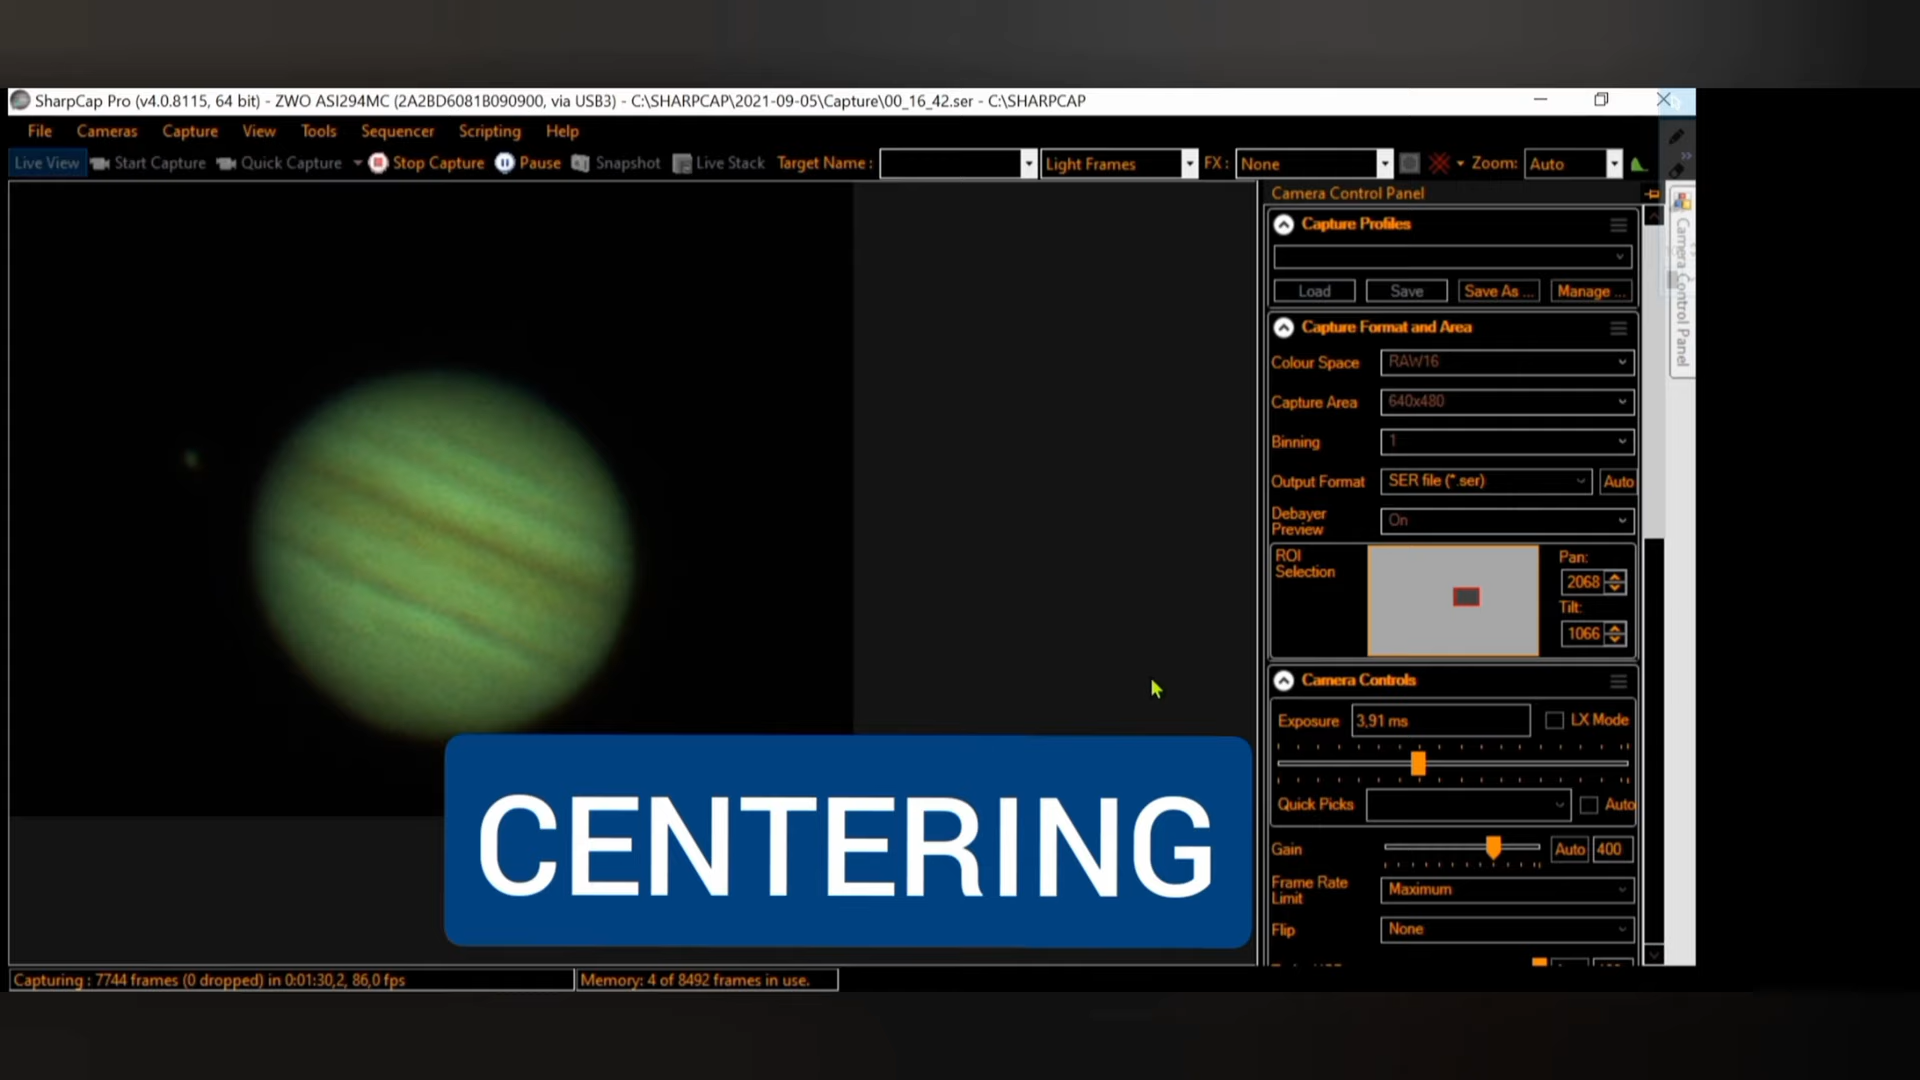 SharpCap Pro (v4.0.8115, 64 bit) - ZWO ASI294MC (2A2BD6081B090900, via USB3) - C:\SHARPCAP\2021-09-05\Capture\00_16_42.ser - C:\SHARPCAP
File Cameras Capture View Tools Sequencer Scripting Help
Live View Start Capture Quick Capture Stop Capture Pause Snapshot Live Stack Target Name : Light Frames FX : None Zoom: Auto
Camera Control Panel
Capture Profiles
Load Save Save As ... Manage ...
Capture Format and Area
Colour Space RAW16
Capture Area 640x480
Binning 1
Output Format SER file (*.ser) Auto
Debayer
Preview On
ROI
Selection
Pan:
2068
Tilt:
1066
Camera Controls
Exposure 3,91 ms LX Mode
Quick Picks Auto
Gain Auto 400
Frame Rate
Limit Maximum
Flip None
Camera Control Panel
CENTERING
Capturing : 7744 frames (0 dropped) in 0:01:30,2, 86,0 fps
Memory: 4 of 8492 frames in use.